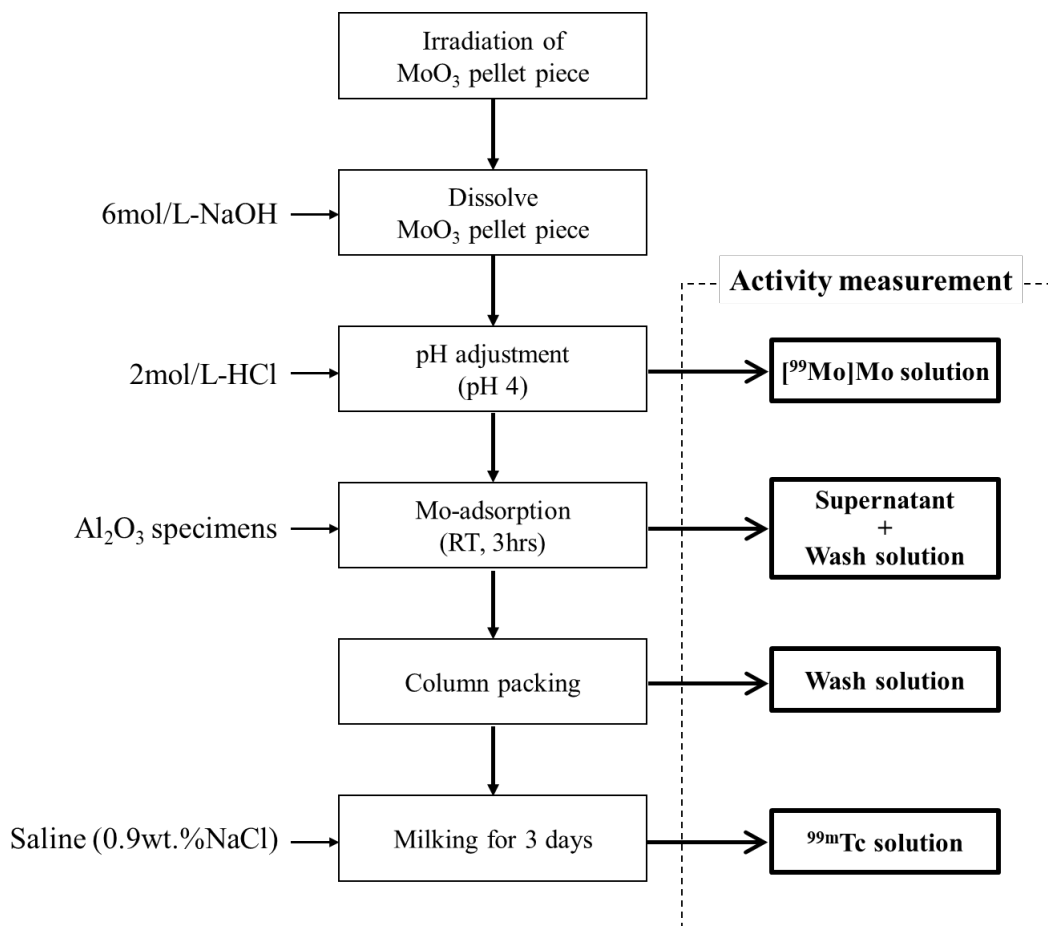 Irradiation of
MoO₃ pellet piece
6mol/L-NaOH
Dissolve
MoO₃ pellet piece
Activity measurement
2mol/L-HCl
pH adjustment
(pH 4)
[⁹⁹Mo]Mo solution
Al₂O₃ specimens
Mo-adsorption
(RT, 3hrs)
Supernatant
+
Wash solution
Column packing
Wash solution
Saline (0.9wt.%NaCl)
Milking for 3 days
⁹⁹ᵐTc solution